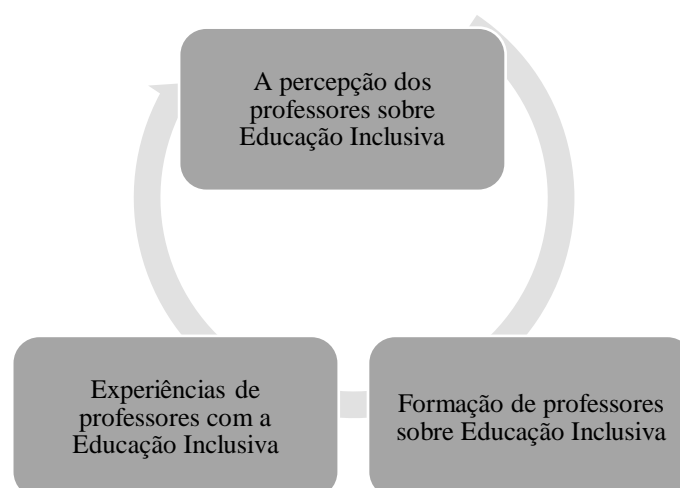 A percepção dos
professores sobre
Educação Inclusiva
Experiências de
professores com a
Educação Inclusiva
Formação de professores
sobre Educação Inclusiva